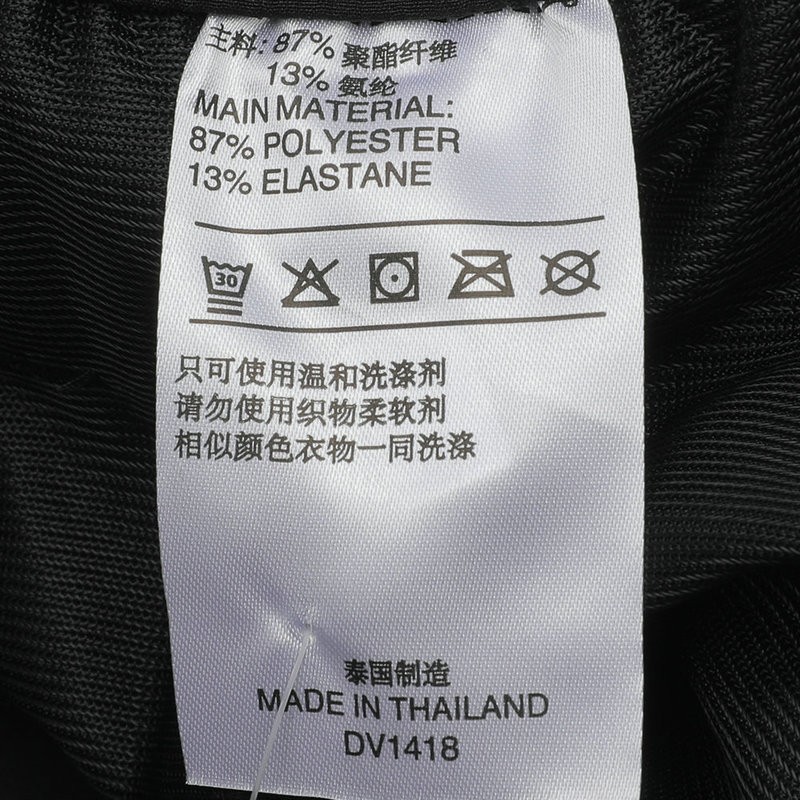 主料: 87% 聚酯纤维
13% 氨纶
MAIN MATERIAL:
87% POLYESTER
13% ELASTANE
30
只可使用温和洗涤剂
请勿使用织物柔软剂
相似颜色衣物一同洗涤
泰国制造
MADE IN THAILAND
DV1418